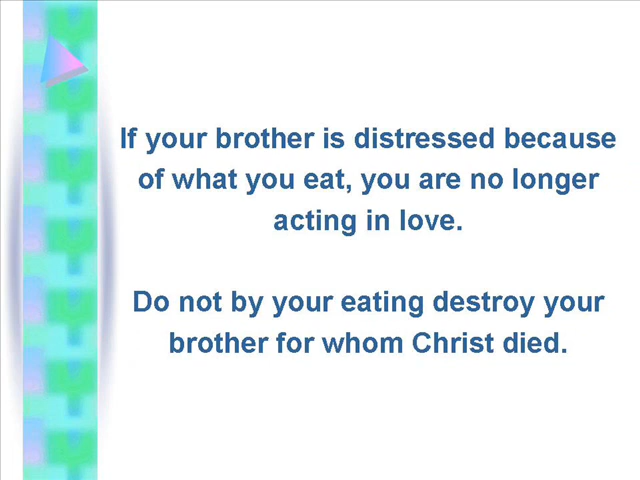 If your brother is distressed because
of what you eat, you are no longer
acting in love.
Do not by your eating destroy your
brother for whom Christ died.